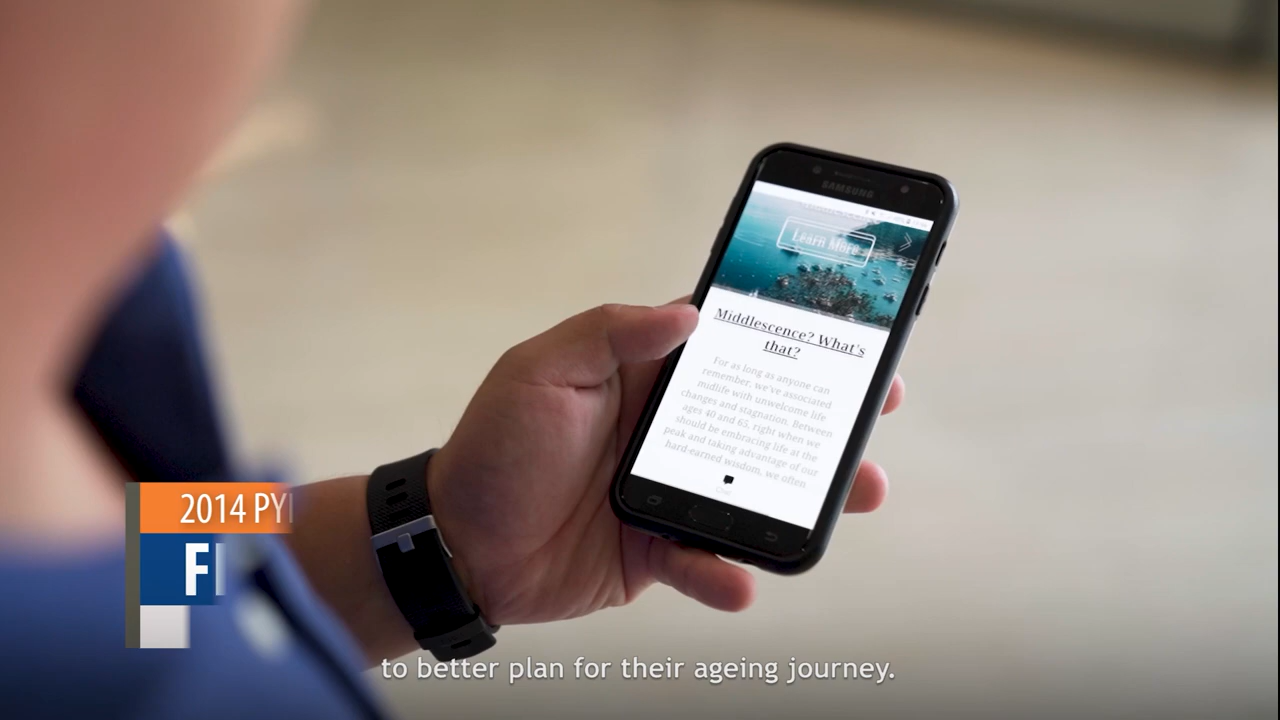 SAMSUNG
Learn More
Middlescence? What's
that?
For as long as anyone can
remember, we've associated
midlife with unwelcome life
changes and stagnation. Between
ages 40 and 65, right when we
should be embracing life at the
peak and taking advantage of our
hard-earned wisdom, we often
Chat
2014 PY
F
to better plan for their ageing journey.